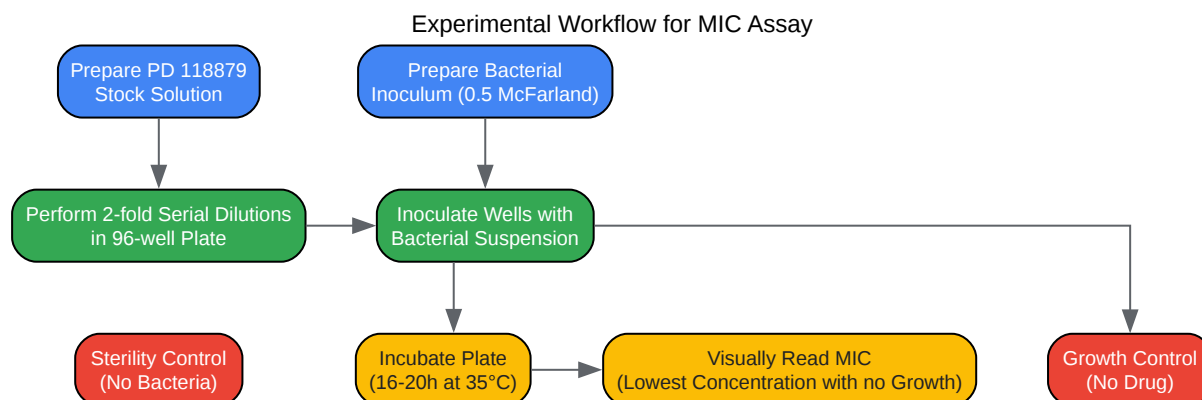 Experimental Workflow for MIC Assay
Prepare PD 118879
Stock Solution
Prepare Bacterial
Inoculum (0.5 McFarland)
Perform 2-fold Serial Dilutions
in 96-well Plate
Inoculate Wells with
Bacterial Suspension
Sterility Control
(No Bacteria)
Incubate Plate
(16-20h at 35°C)
Visually Read MIC
(Lowest Concentration with no Growth)
Growth Control
(No Drug)